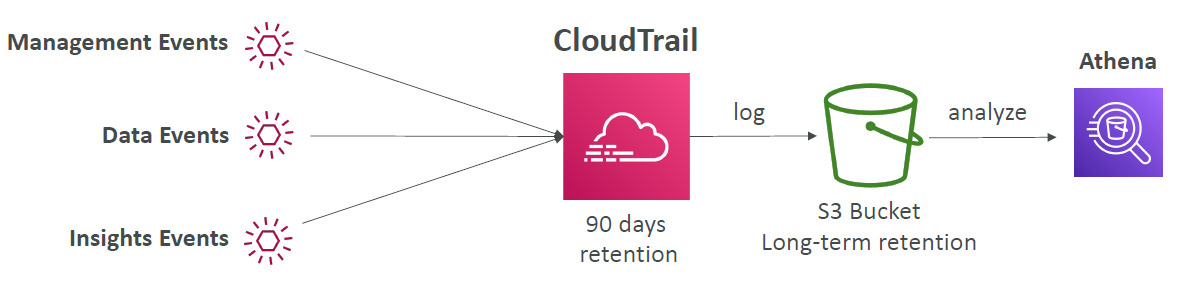 Management Events
Data Events
Insights Events
CloudTrail
90 days
retention
log
S3 Bucket
Long-term retention
analyze
Athena